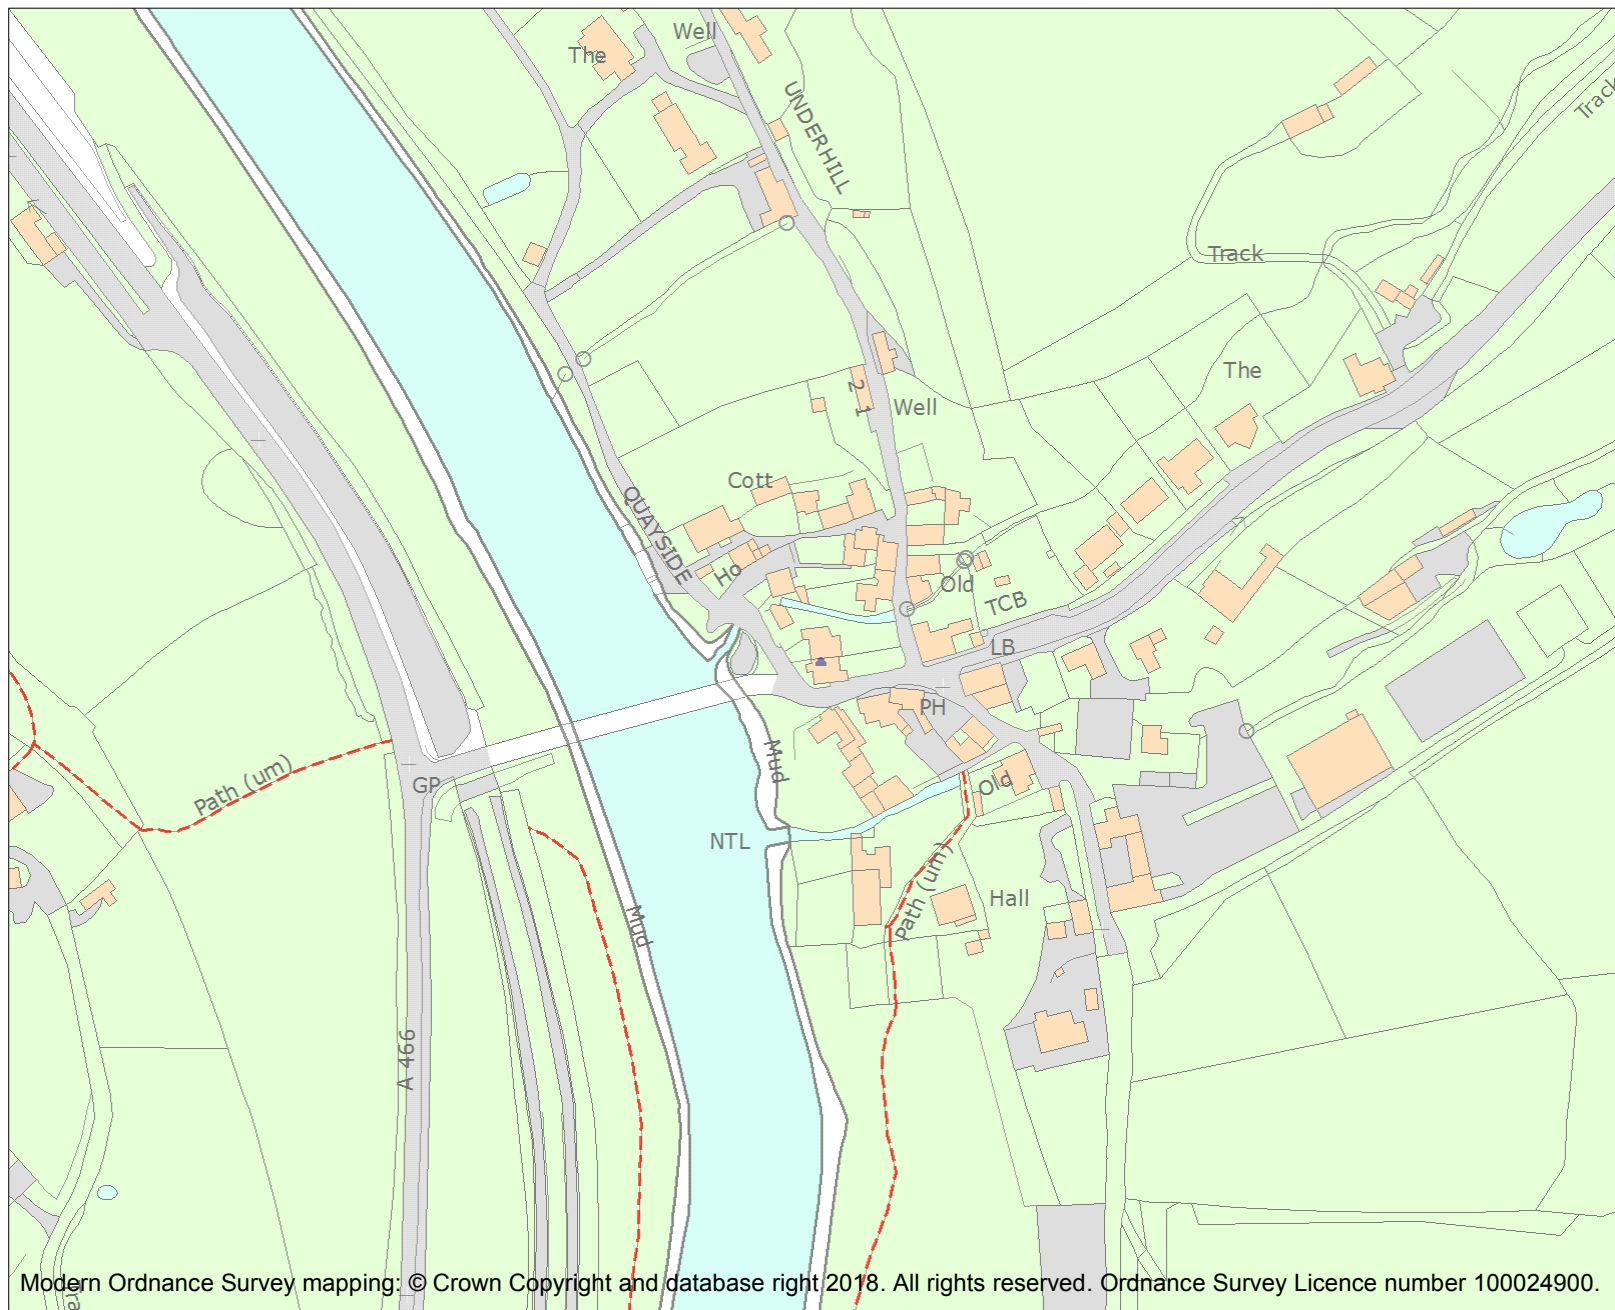 Well
The
UNDERHILL
Track
Track
The
2
1
Well
Cott
QUAYSIDE
Ho
Old
TCB
LB
PH
Mud
Path (um)
GP
Old
NTL
Path (um)
Hall
Mud
A 466
Modern Ordnance Survey mapping: © Crown Copyright and database right 2018. All rights reserved. Ordnance Survey Licence number 100024900.